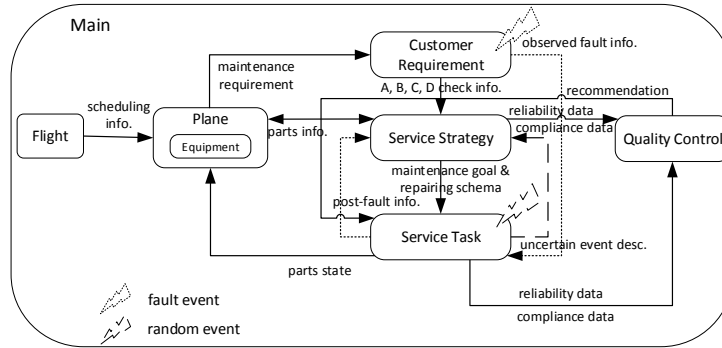 Main
Customer
Requirement
observed fault info.
maintenance
requirement
A, B, C, D check info.
recommendation
scheduling
info.
Flight
Plane
Equipment
parts info.
Service Strategy
reliability data
compliance data
Quality Control
maintenance goal &
repairing schema
post-fault info.
Service Task
uncertain event desc.
parts state
reliability data
compliance data
fault event
random event